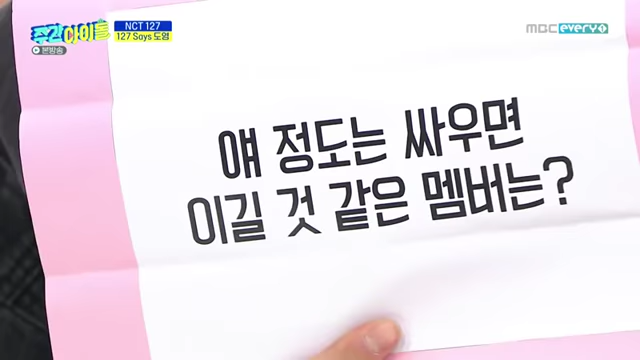 주간아이돌
본방송
NCT 127
127 Says 도영
MBC every1
얘 정도는 싸우면
이길 것 같은 멤버는?